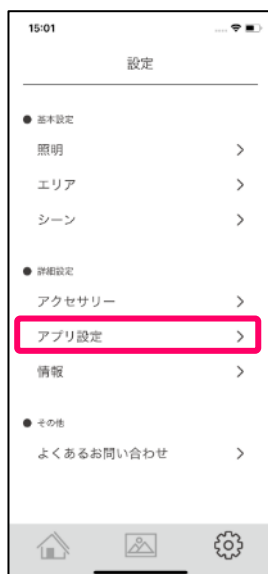 15:01
設定
基本設定
照明
エリア
シーン
詳細設定
アクセサリー
アプリ設定
情報
その他
よくあるお問い合わせ